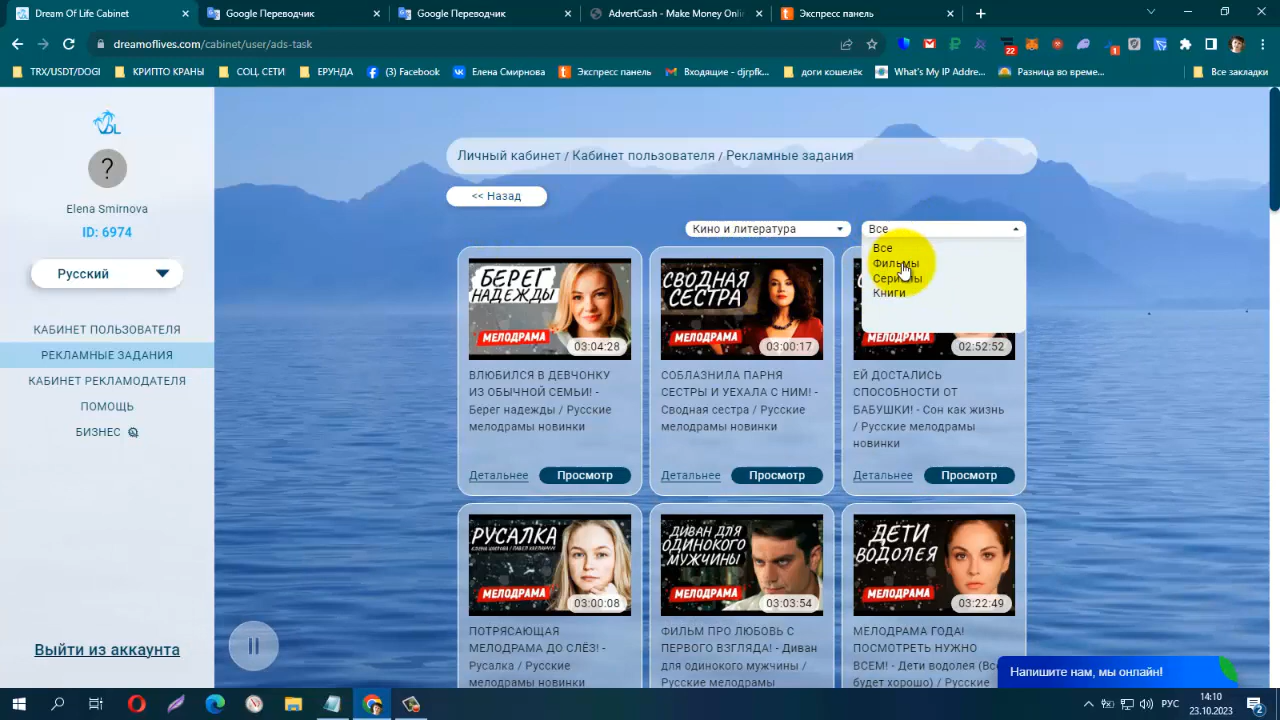 Dream Of Life Cabinet
Google Переводчик
Google Переводчик
AdvertCash - Make Money Onli
Экспресс панель
dreamoflives.com/cabinet/user/ads-task
22
1
TRX/USDT/DOGI
КРИПТО КРАНЫ
СОЦ. СЕТИ
ЕРУНДА
(3) Facebook
Елена Смирнова
Экспресс панель
Входящие - djrpfk...
доги кошелёк
What's My IP Addre...
Разница во време...
Все закладки
DL
?
Elena Smirnova
ID: 6974
Русский
КАБИНЕТ ПОЛЬЗОВАТЕЛЯ
РЕКЛАМНЫЕ ЗАДАНИЯ
КАБИНЕТ РЕКЛАМОДАТЕЛЯ
ПОМОЩЬ
БИЗНЕС
Выйти из аккаунта
Личный кабинет / Кабинет пользователя / Рекламные задания
<< Назад
Кино и литература
Все
Все
Фильмы
Сериалы
Книги
БЕРЕГ
НАДЕЖДЫ
МЕЛОДРАМА
03:04:28
ВЛЮБИЛСЯ В ДЕВЧОНКУ
ИЗ ОБЫЧНОЙ СЕМЬИ! -
Берег надежды / Русские
мелодрамы новинки
Детальнее
Просмотр
СВОДНАЯ
СЕСТРА
МЕЛОДРАМА
03:00:17
СОБЛАЗНИЛА ПАРНЯ
СЕСТРЫ И УЕХАЛА С НИМ! -
Сводная сестра / Русские
мелодрамы новинки
Детальнее
Просмотр
МЕЛОДРАМА
02:52:52
ЕЙ ДОСТАЛИСЬ
СПОСОБНОСТИ ОТ
БАБУШКИ! - Сон как жизнь
/ Русские мелодрамы
новинки
Детальнее
Просмотр
РУСАЛКА
МЕЛОДРАМА
03:00:08
ПОТРЯСАЮЩАЯ
МЕЛОДРАМА ДО СЛЁЗ! -
Русалка / Русские
мелодрамы новинки
ДИВАН ДЛЯ
ОДИНОКОГО
МУЖЧИНЫ
МЕЛОДРАМА
03:03:54
ФИЛЬМ ПРО ЛЮБОВЬ С
ПЕРВОГО ВЗГЛЯДА! - Диван
для одинокого мужчины /
Русские мелодрамы
ДЕТИ
ВОДОЛЕЯ
МЕЛОДРАМА
03:22:49
МЕЛОДРАМА ГОДА!
ПОСМОТРЕТЬ НУЖНО
ВСЕМ! - Дети водолея (Все
будет хорошо) / Русские
Напишите нам, мы онлайн!
РУС
14:10
23.10.2023
2